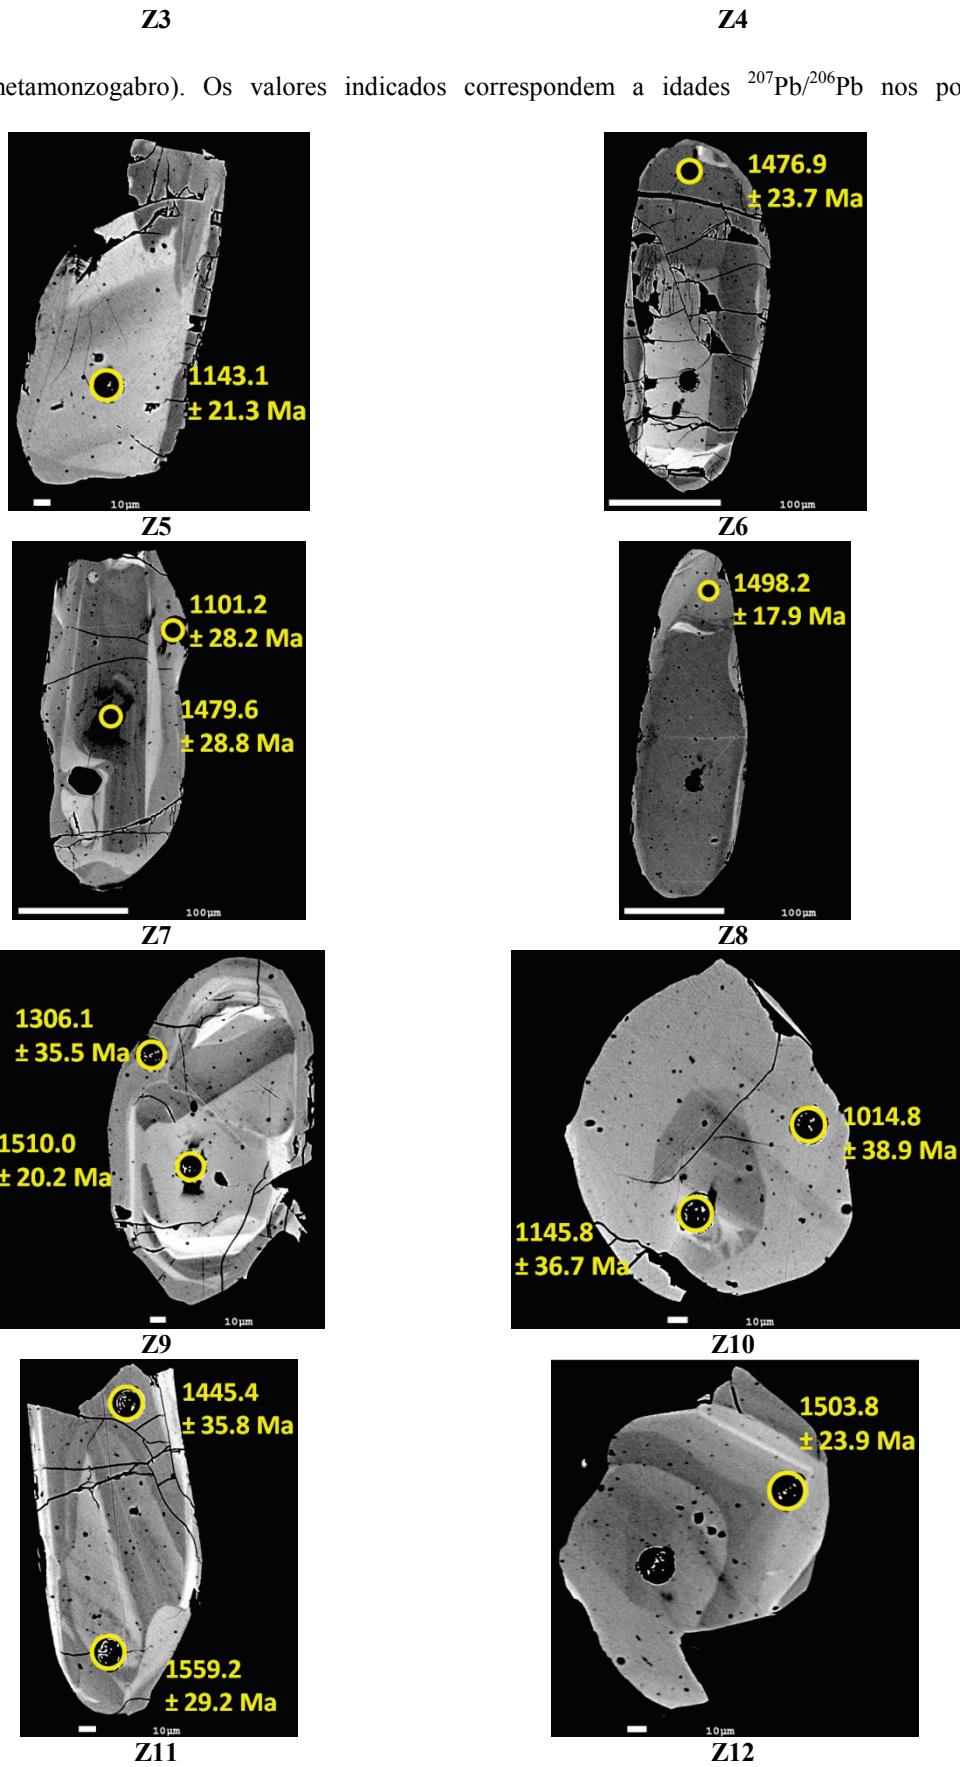 Z3 Z4
metamonzogabro). Os valores indicados correspondem a idades ²⁰⁷Pb/²⁰⁶Pb nos
1476.9
± 23.7 Ma
1143.1
± 21.3 Ma
10µm 100µm
Z5 Z6
1101.2
± 28.2 Ma
1479.6
± 28.8 Ma
1498.2
± 17.9 Ma
100µm 100µm
Z7 Z8
1306.1
± 35.5 Ma
1510.0
± 20.2 Ma
1014.8
± 38.9 Ma
1145.8
± 36.7 Ma
10µm 10µm
Z9 Z10
1445.4
± 35.8 Ma
1559.2
± 29.2 Ma
1503.8
± 23.9 Ma
10µm 10µm
Z11 Z12